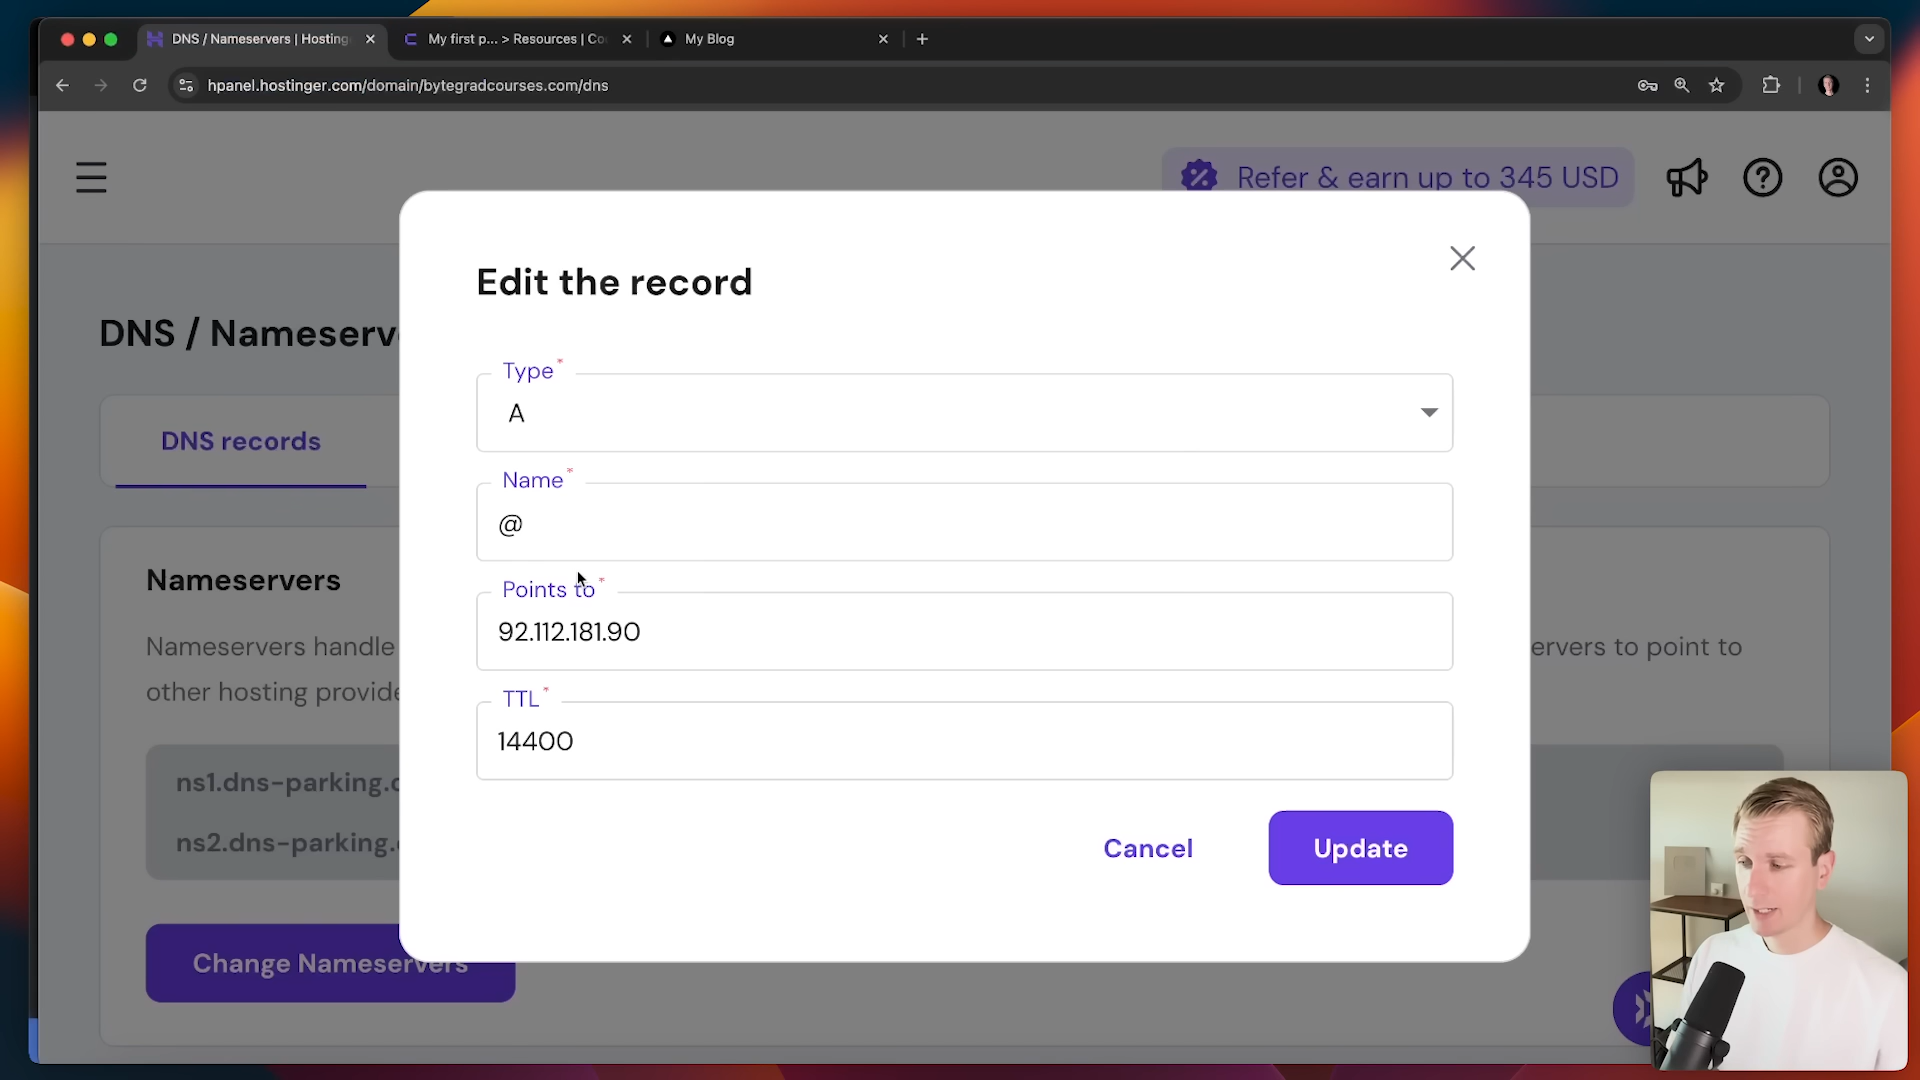 DNS / Nameservers | Hosting
My first p... > Resources | Co
My Blog
hpanel.hostinger.com/domain/bytegradcourses.com/dns
Refer & earn up to 345 USD
DNS / Nameserv
DNS records
Nameservers
Nameservers handle
ervers to point to
other hosting provide
ns1.dns-parking.c
ns2.dns-parking.
Change Nameservers
Edit the record
Type*
A
Name*
@
Points to*
92.112.181.90
TTL*
14400
Cancel
Update